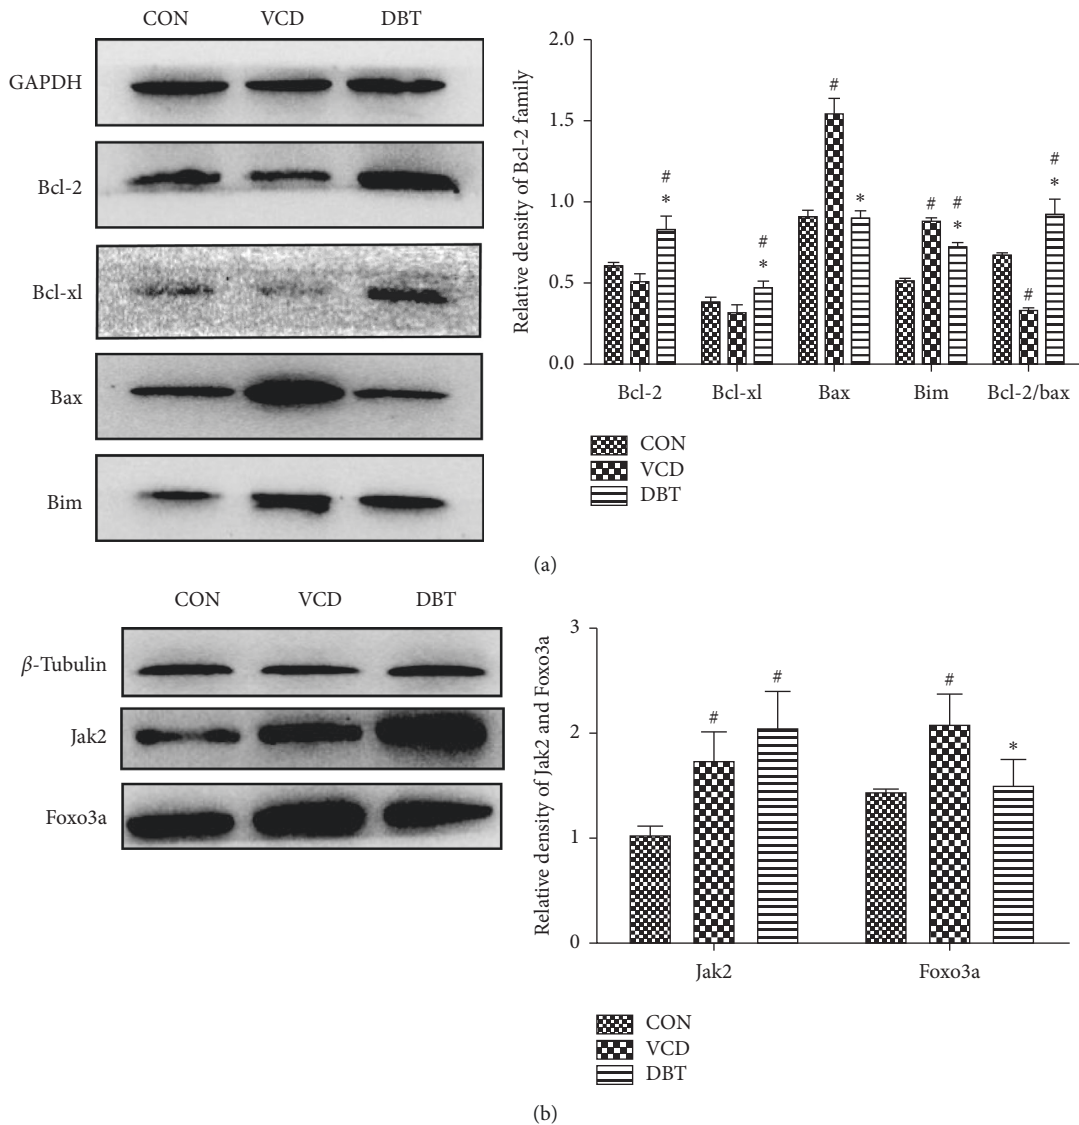 CON VCD DBT
GAPDH
Bcl-2
Bcl-xl
Bax
Bim
Relative density of Bcl-2 family
2.0
1.5
1.0
0.5
0.0
# * # * # # * # * # # *
Bcl-2 Bcl-xl Bax Bim Bcl-2/bax
CON
VCD
DBT
(a)
CON VCD DBT
β-Tubulin
Jak2
Foxo3a
Relative density of Jak2 and Foxo3a
3
2
1
0
# # # *
Jak2 Foxo3a
CON
VCD
DBT
(b)